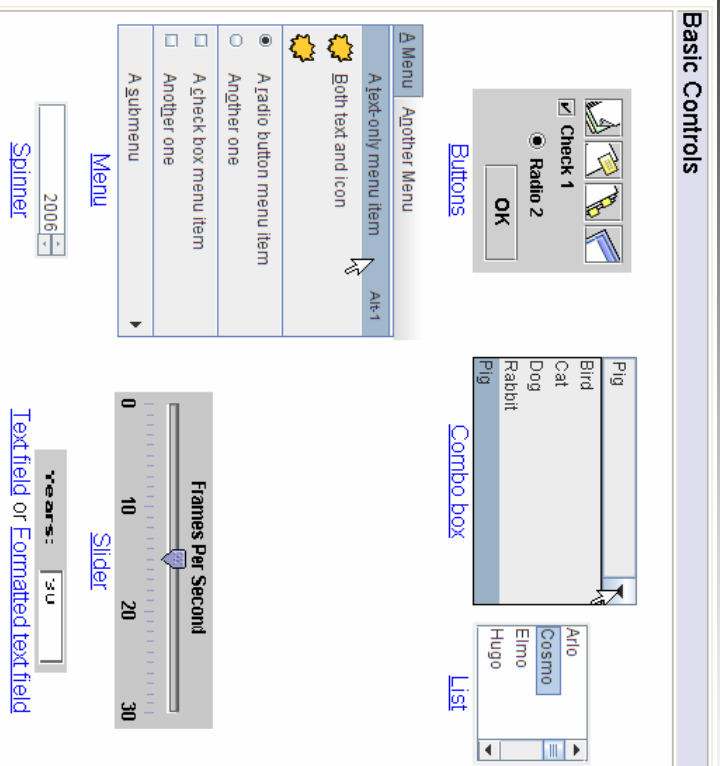 Basic Controls
Check 1
Radio 2
OK
Buttons
Pig
Bird
Cat
Dog
Rabbit
Pig
Combo box
Arlo
Cosmo
Elmo
Hugo
List
A Menu Another Menu
A text-only menu item Alt-1
Both text and icon
A radio button menu item
Another one
A check box menu item
Another one
A submenu
Menu
Frames Per Second
0 10 20 30
Slider
2006
Spinner
Years: 30
Text field or Formatted text field